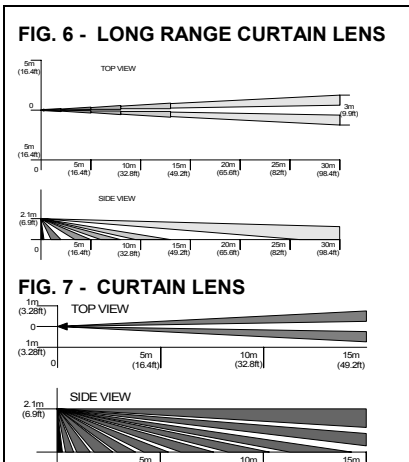 FIG. 6 - LONG RANGE CURTAIN LENS
5m
(16.4ft)
TOP VIEW
0
3m
(9.9ft)
5m
(16.4ft)
0
5m 10m 15m 20m 25m 30m
(16.4ft) (32.8ft) (49.2ft) (65.6ft) (82ft) (98.4ft)
SIDE VIEW
2.1m
(6.9ft)
0
5m 10m 15m 20m 25m 30m
(16.4ft) (32.8ft) (49.2ft) (65.6ft) (82ft) (98.4ft)
FIG. 7 - CURTAIN LENS
1m
(3.28ft)
TOP VIEW
0
1m
(3.28ft)
0
5m 10m 15m
(16.4ft) (32.8ft) (49.2ft)
2.1m
(6.9ft)
SIDE VIEW
5m 10m 15m